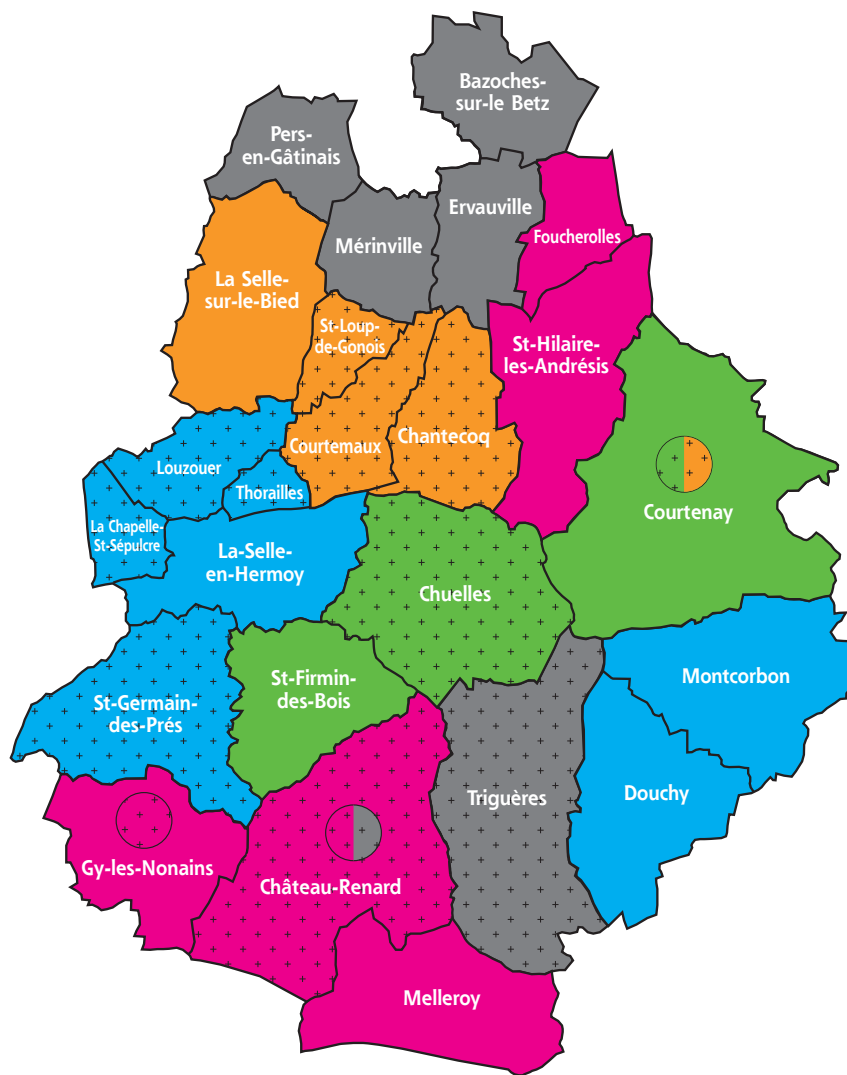 Bazoches-
sur-le Betz
Pers-
en-Gâtinais
Ervauville
Foucherolles
Mérinville
La Selle-
sur-le-Bied
St-Loup-
de-Gonois
St-Hilaire-
les-Andrésis
Courtemaux
Chantecoq
Louzouer
Thorailles
Courtenay
La Chapelle-
St-Sépulcre
La-Selle-
en-Hermoy
Chuelles
Montcorbon
St-Firmin-
des-Bois
St-Germain-
des-Prés
Triguères
Douchy
Gy-les-Nonains
Château-Renard
Melleroy